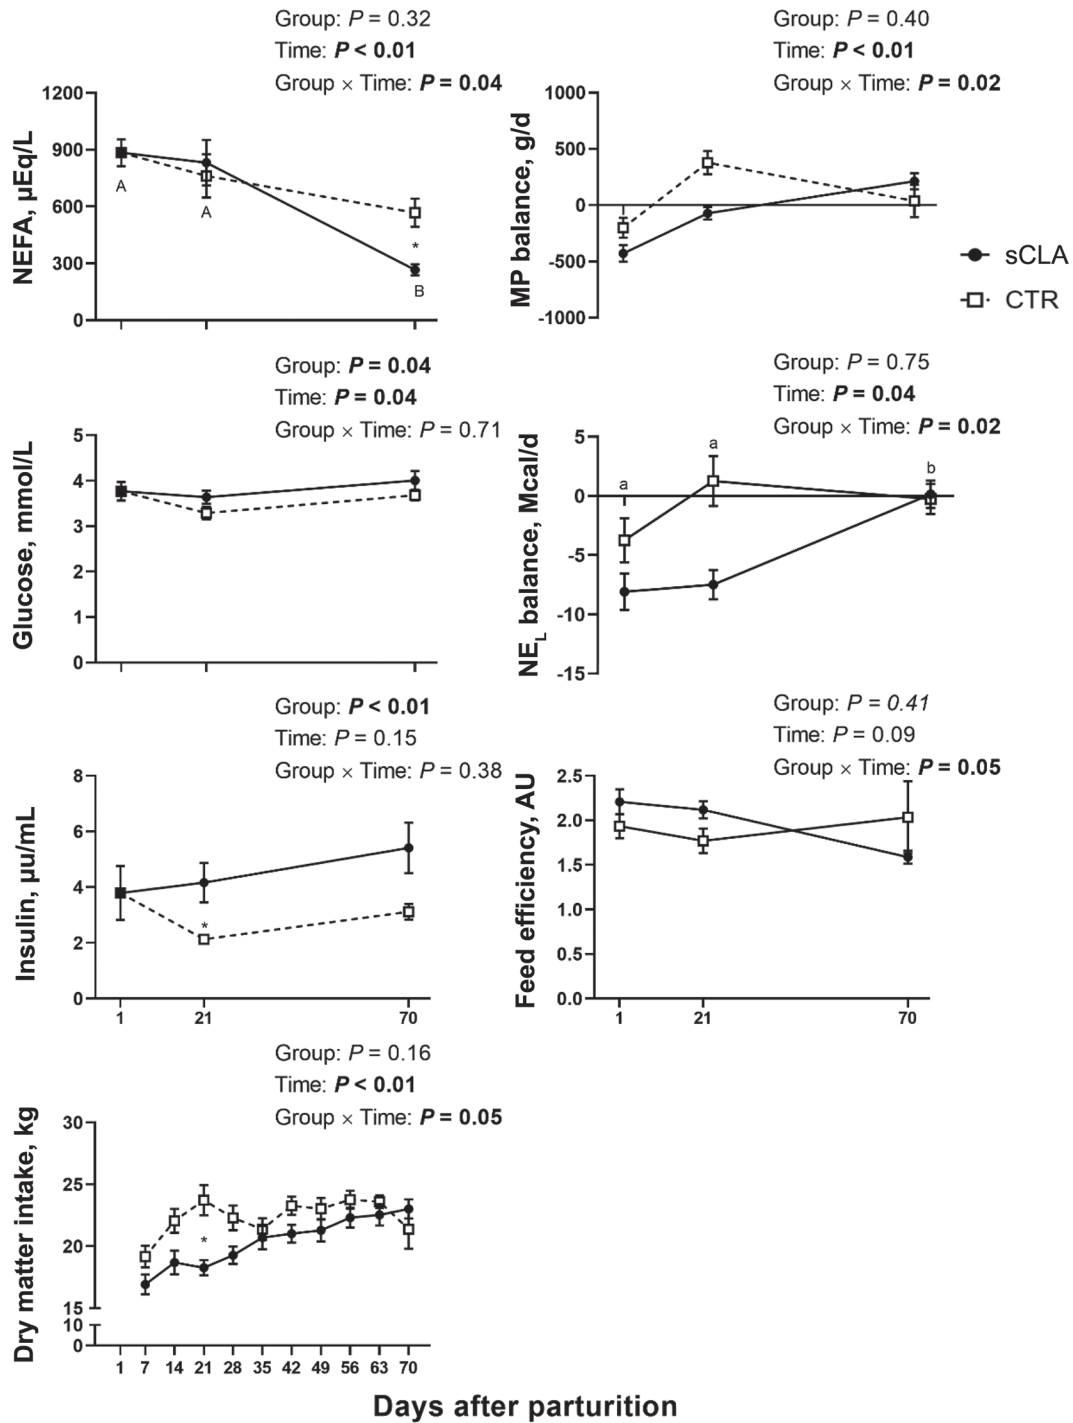 Group: P = 0.32
Time: P < 0.01
Group × Time: P = 0.04
NEFA, µEq/L
1200
900
600
300
0
A
A
*
B
Group: P = 0.40
Time: P < 0.01
Group × Time: P = 0.02
MP balance, g/d
1000
500
0
-500
-1000
sCLA
CTR
Group: P = 0.04
Time: P = 0.04
Group × Time: P = 0.71
Glucose, mmol/L
5
4
3
2
1
0
Group: P = 0.75
Time: P = 0.04
Group × Time: P = 0.02
NEL balance, Mcal/d
5
0
-5
-10
-15
a
a
b
Group: P < 0.01
Time: P = 0.15
Group × Time: P = 0.38
Insulin, µu/mL
8
6
4
2
0
*
1 21 70
Group: P = 0.41
Time: P = 0.09
Group × Time: P = 0.05
Feed efficiency, AU
2.5
2.0
1.5
1.0
0.5
0.0
1 21 70
Group: P = 0.16
Time: P < 0.01
Group × Time: P = 0.05
Dry matter intake, kg
30
25
20
15
10
0
*
1 7 14 21 28 35 42 49 56 63 70
Days after parturition